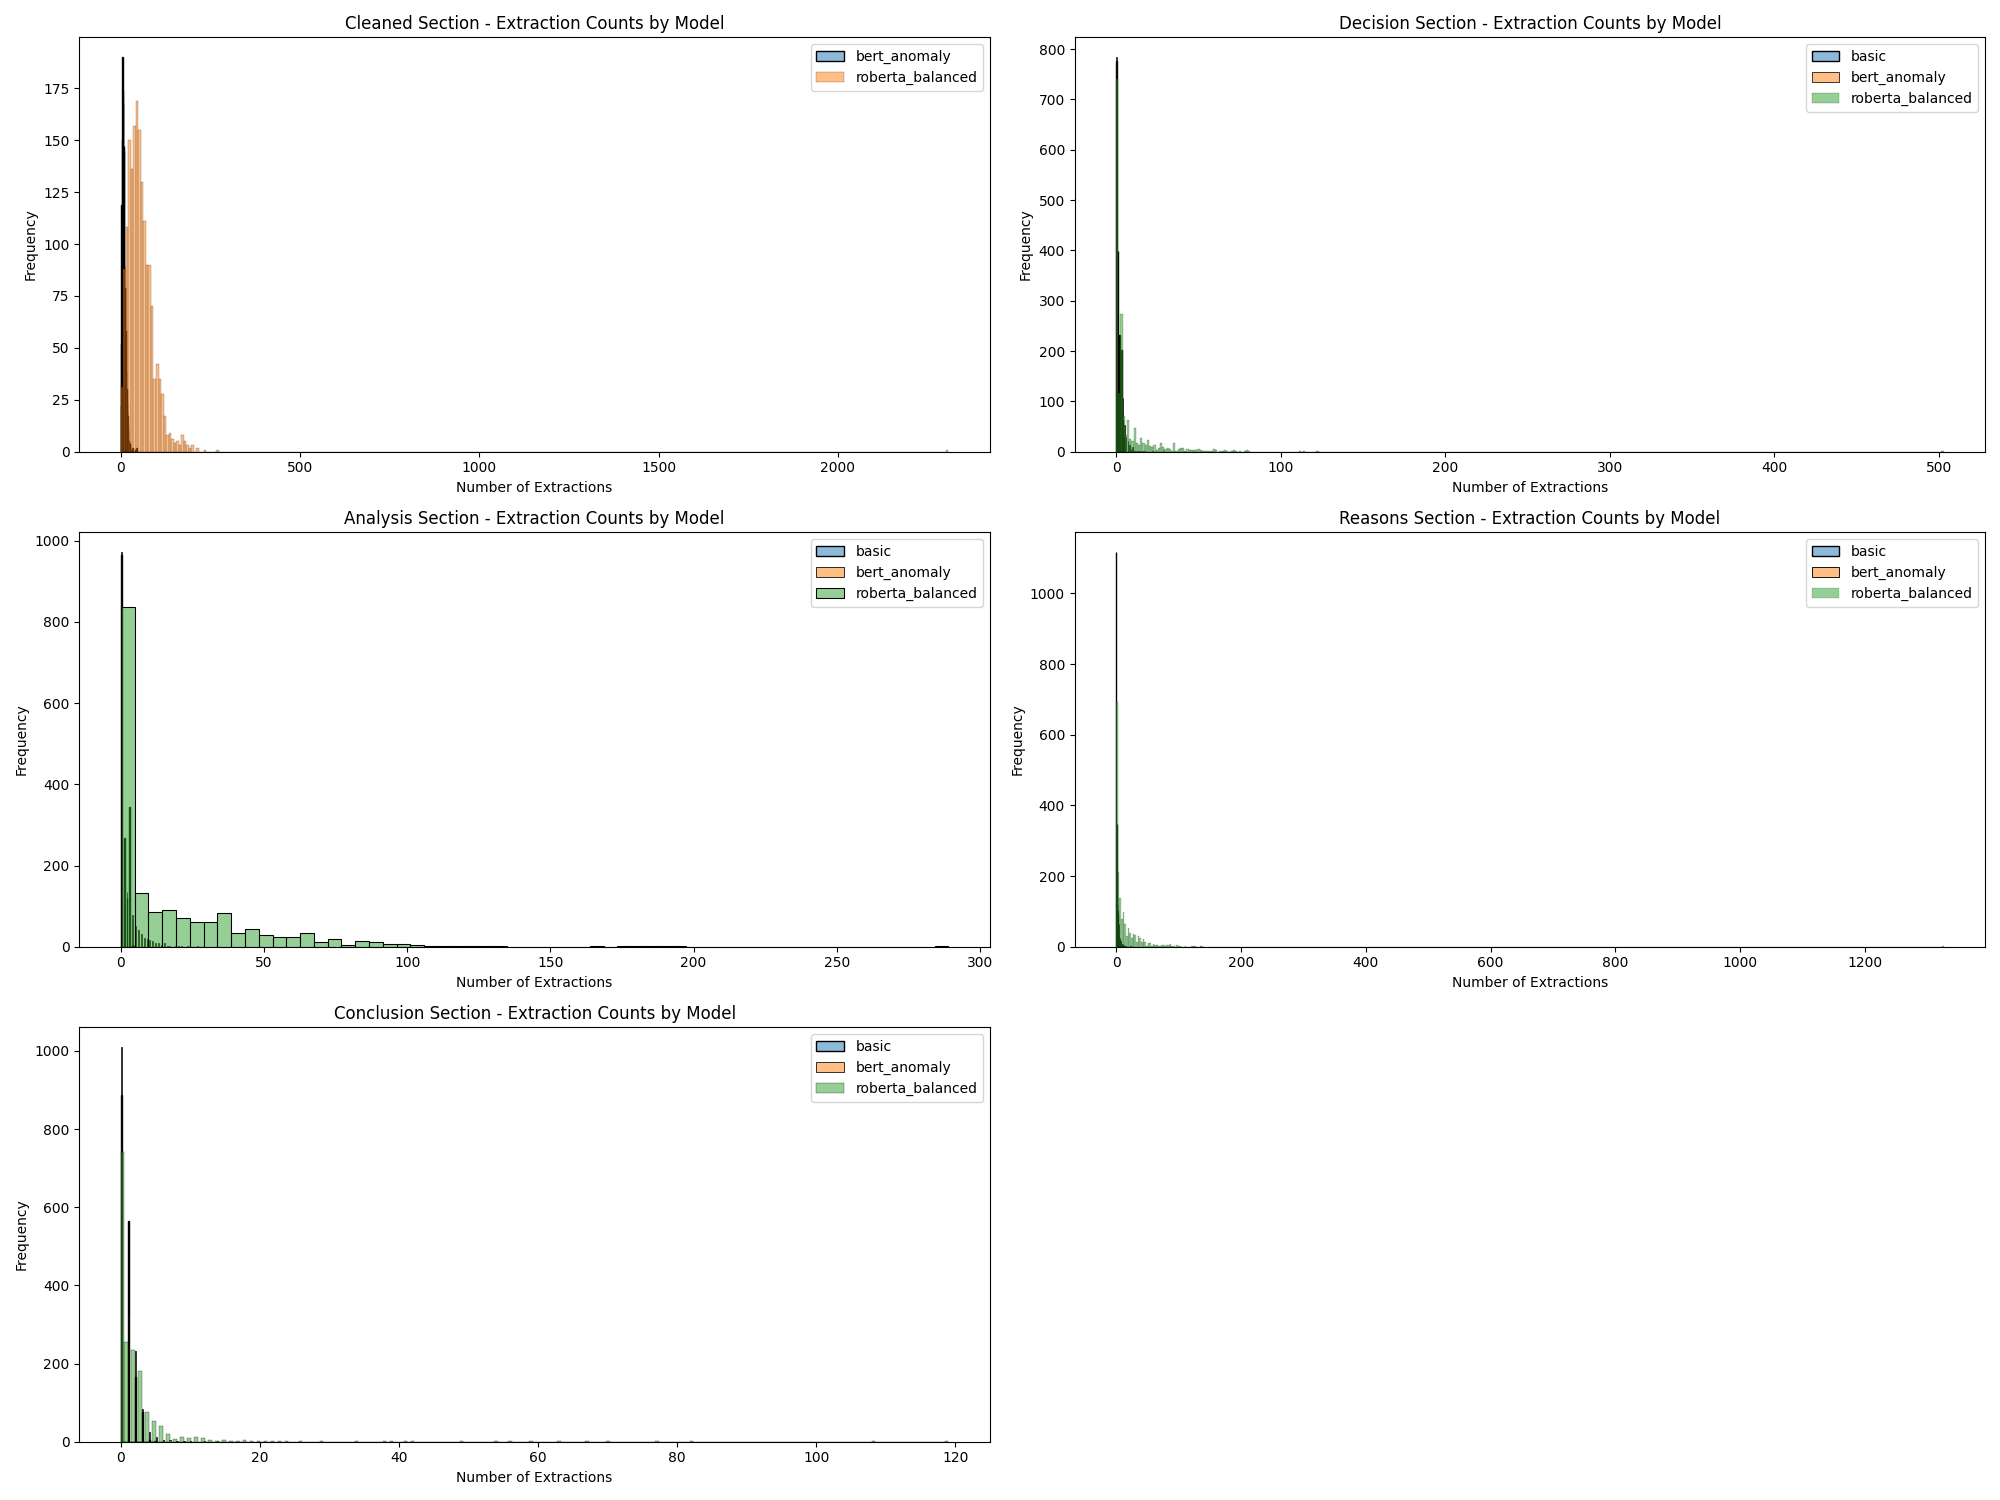 Cleaned Section - Extraction Counts by Model
bert_anomaly
roberta_balanced
175
150
125
100
75
50
25
0
Frequency
0 500 1000 1500 2000
Number of Extractions
Decision Section - Extraction Counts by Model
basic
bert_anomaly
roberta_balanced
800
700
600
500
400
300
200
100
0
Frequency
0 100 200 300 400 500
Number of Extractions
Analysis Section - Extraction Counts by Model
basic
bert_anomaly
roberta_balanced
1000
800
600
400
200
0
Frequency
0 50 100 150 200 250 300
Number of Extractions
Reasons Section - Extraction Counts by Model
basic
bert_anomaly
roberta_balanced
1000
800
600
400
200
0
Frequency
0 200 400 600 800 1000 1200
Number of Extractions
Conclusion Section - Extraction Counts by Model
basic
bert_anomaly
roberta_balanced
1000
800
600
400
200
0
Frequency
0 20 40 60 80 100 120
Number of Extractions